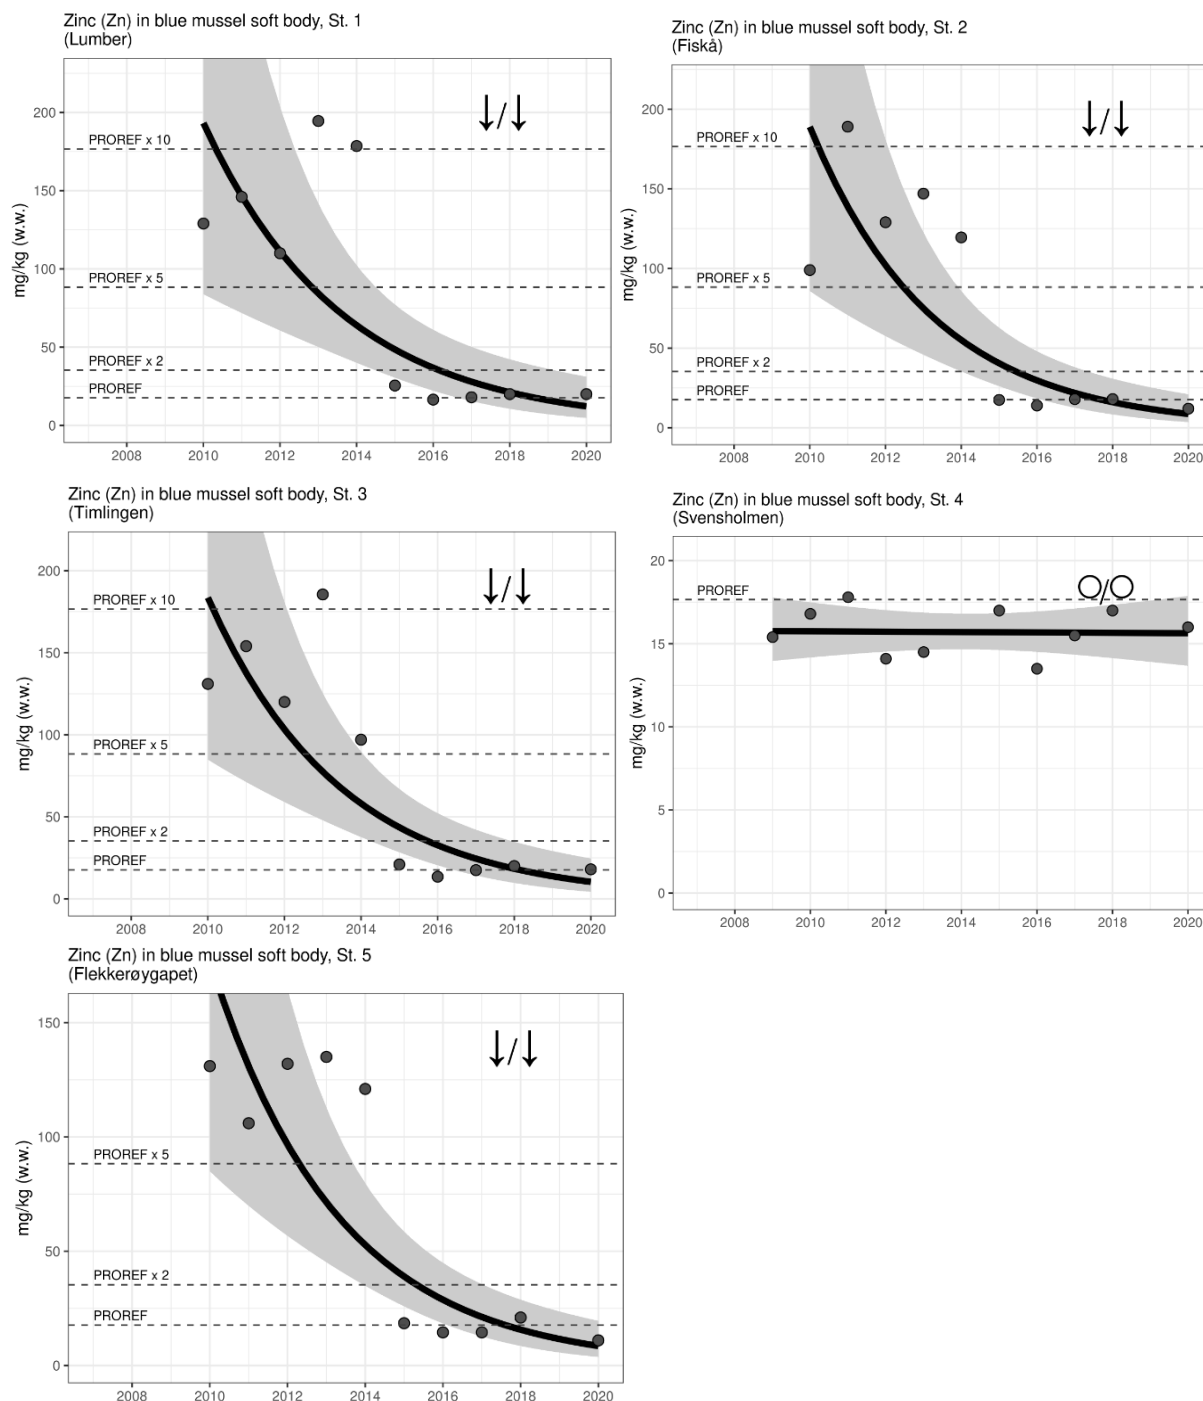 Zinc (Zn) in blue mussel soft body, St. 1
(Lumber)
mg/kg (w.w.)
200
150
100
50
0
PROREF x 10
PROREF x 5
PROREF x 2
PROREF
↓/↓
2008 2010 2012 2014 2016 2018 2020
Zinc (Zn) in blue mussel soft body, St. 2
(Fiskå)
mg/kg (w.w.)
200
150
100
50
0
PROREF x 10
PROREF x 5
PROREF x 2
PROREF
↓/↓
2008 2010 2012 2014 2016 2018 2020
Zinc (Zn) in blue mussel soft body, St. 3
(Timlingen)
mg/kg (w.w.)
200
150
100
50
0
PROREF x 10
PROREF x 5
PROREF x 2
PROREF
↓/↓
2008 2010 2012 2014 2016 2018 2020
Zinc (Zn) in blue mussel soft body, St. 4
(Svensholmen)
mg/kg (w.w.)
20
15
10
5
0
PROREF
○/○
2008 2010 2012 2014 2016 2018 2020
Zinc (Zn) in blue mussel soft body, St. 5
(Flekkerøygapet)
mg/kg (w.w.)
150
100
50
0
PROREF x 5
PROREF x 2
PROREF
↓/↓
2008 2010 2012 2014 2016 2018 2020